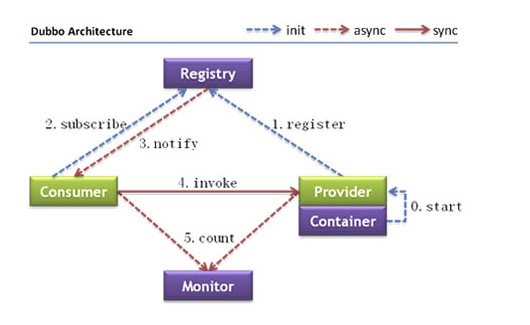 Dubbo Architecture
init
async
sync
Registry
2. subscribe
1. register
3. notify
Consumer
4. invoke
Provider
Container
0. start
5. count
Monitor